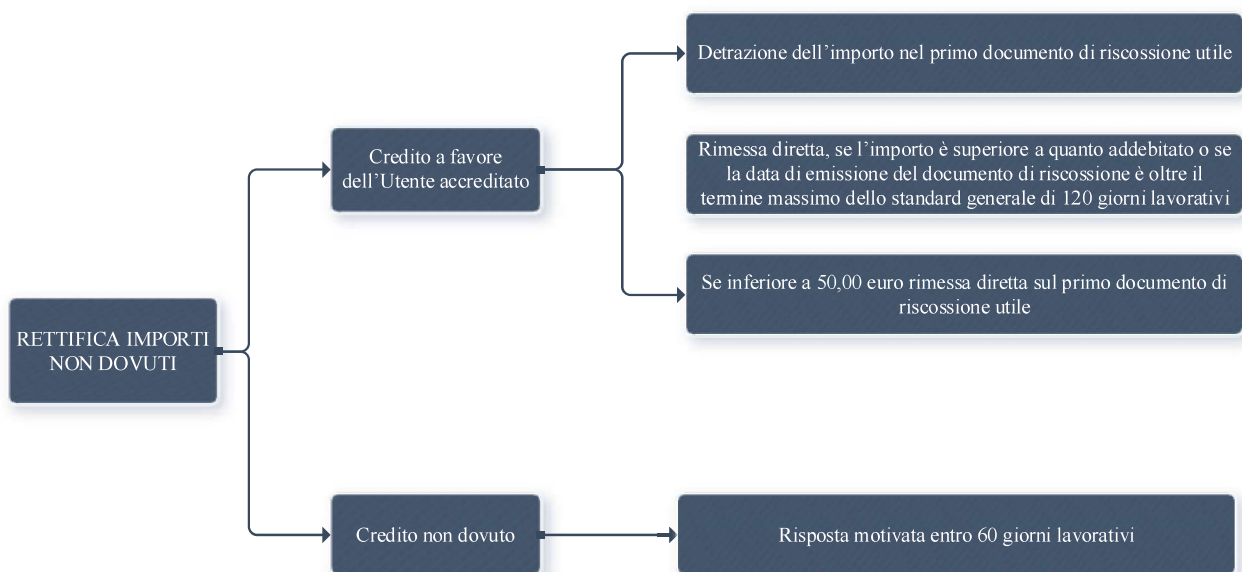 RETTIFICA IMPORTI
NON DOVUTI
Credito a favore
dell’Utente accreditato
Detrazione dell’importo nel primo documento di riscossione utile
Rimessa diretta, se l’importo è superiore a quanto addebitato o se
la data di emissione del documento di riscossione è oltre il
termine massimo dello standard generale di 120 giorni lavorativi
Se inferiore a 50,00 euro rimessa diretta sul primo documento di
riscossione utile
Credito non dovuto
Risposta motivata entro 60 giorni lavorativi